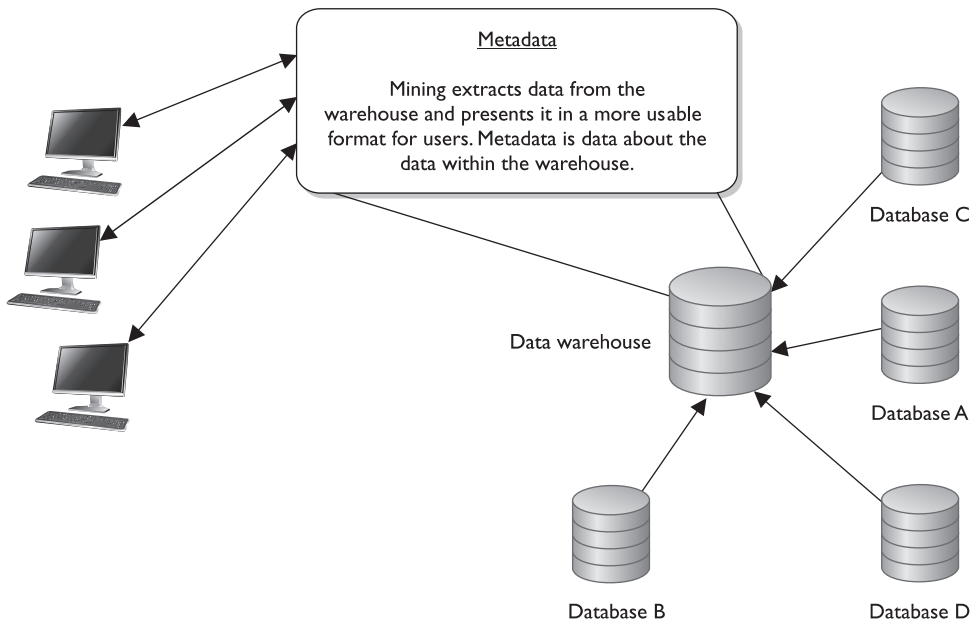 Metadata
Mining extracts data from the
warehouse and presents it in a more usable
format for users. Metadata is data about the
data within the warehouse.
Database C
Data warehouse
Database A
Database B
Database D